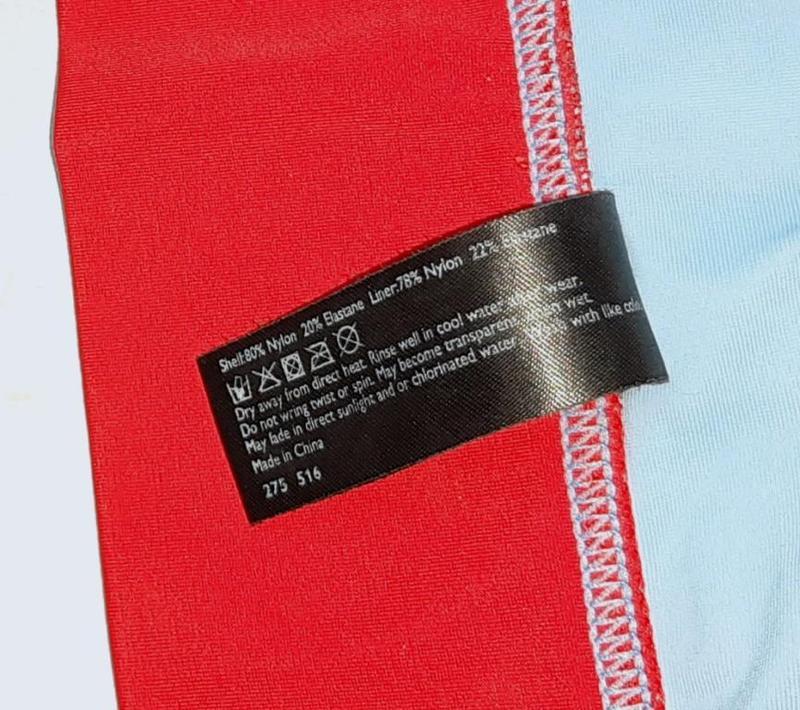 Shell:80% Nylon 20% Elastane Liner:78% Nylon 22% Elastane
Dry away from direct heat. Rinse well in cool water after wear.
Do not wring twist or spin. May become transparent when wet.
May fade in direct sunlight and or chlorinated water. with like
Made in China
275 516